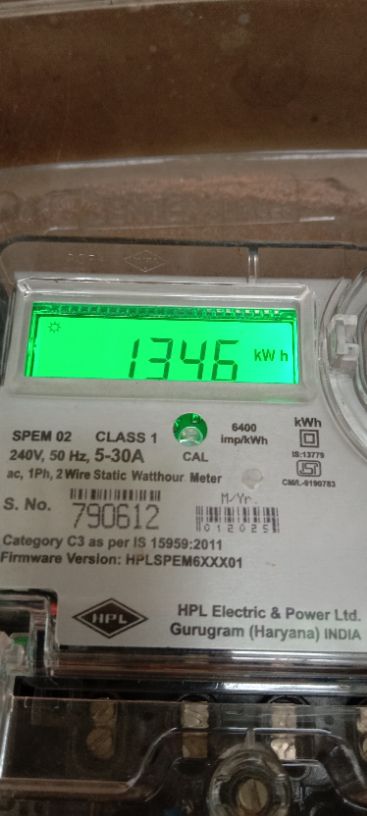 1346 kWh
SPEM 02 CLASS 1 6400 kWh
240V, 50 Hz, 5-30A CAL imp/kWh IS:13779
ac, 1Ph, 2 Wire Static Watthour Meter CM/L-9190783
S. No. 790612 M/Yr. 012025
Category C3 as per IS 15959:2011
Firmware Version: HPLSPEM6XXX01
HPL HPL Electric & Power Ltd.
Gurugram (Haryana) INDIA